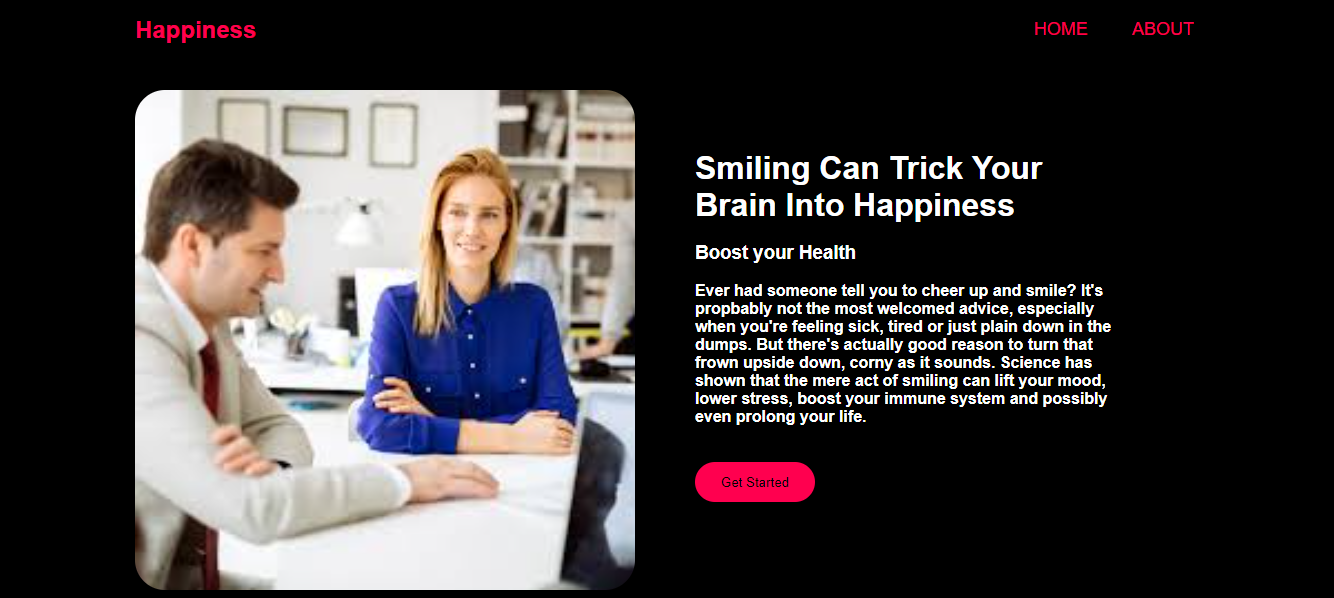 Happiness
HOME
ABOUT
Smiling Can Trick Your
Brain Into Happiness
Boost your Health
Ever had someone tell you to cheer up and smile? It's
propbably not the most welcomed advice, especially
when you're feeling sick, tired or just plain down in the
dumps. But there's actually good reason to turn that
frown upside down, corny as it sounds. Science has
shown that the mere act of smiling can lift your mood,
lower stress, boost your immune system and possibly
even prolong your life.
Get Started